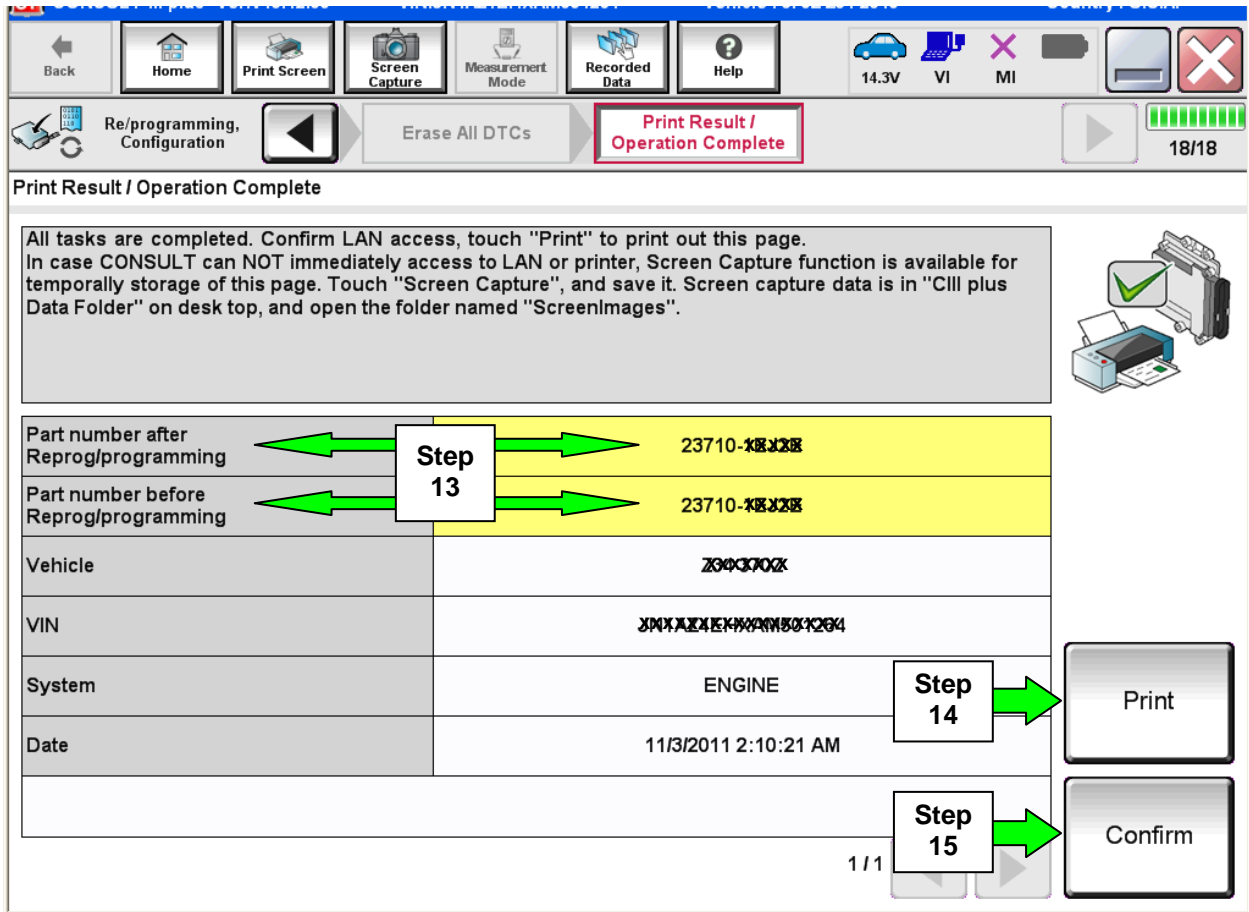 Back
Home
Print Screen
Screen Capture
Measurement Mode
Recorded Data
Help
14.3V
VI
MI
Re/programming, Configuration
Erase All DTCs
Print Result / Operation Complete
18/18
Print Result / Operation Complete
All tasks are completed. Confirm LAN access, touch "Print" to print out this page.
In case CONSULT can NOT immediately access to LAN or printer, Screen Capture function is available for
temporally storage of this page. Touch "Screen Capture", and save it. Screen capture data is in "CIII plus
Data Folder" on desk top, and open the folder named "ScreenImages".
Part number after
Reprog/programming
Step
13
23710-
Part number before
Reprog/programming
23710-
Vehicle
VIN
System
ENGINE
Step
14
Print
Date
11/3/2011 2:10:21 AM
Step
15
Confirm
1 / 1